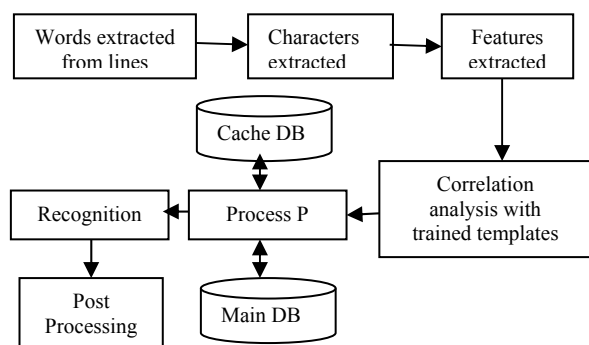 Words extracted
from lines
Characters
extracted
Features
extracted
Cache DB
Correlation
analysis with
trained templates
Process P
Recognition
Main DB
Post
Processing